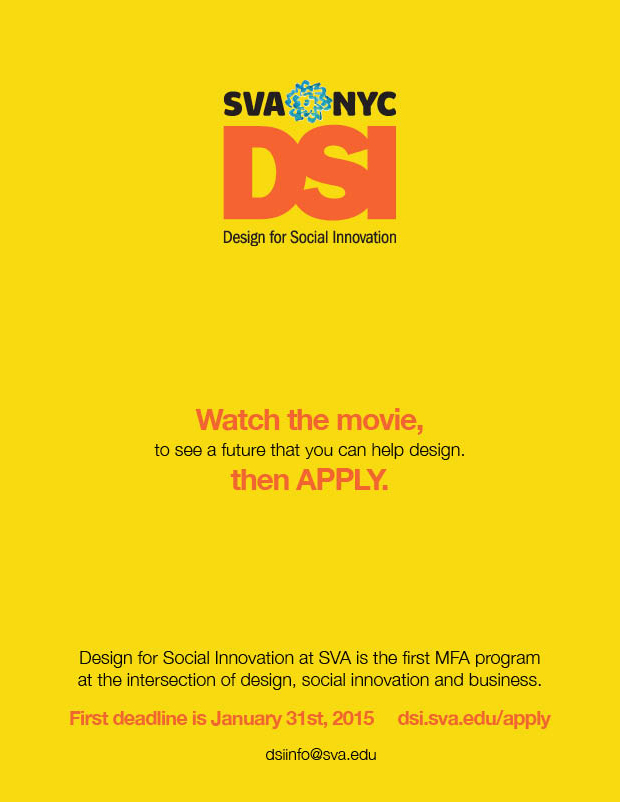 SVA NYC
DSI
Design for Social Innovation
Watch the movie,
to see a future that you can help design.
then APPLY.
Design for Social Innovation at SVA is the first MFA program
at the intersection of design, social innovation and business.
First deadline is January 31st, 2015 dsi.sva.edu/apply
dsiinfo@sva.edu